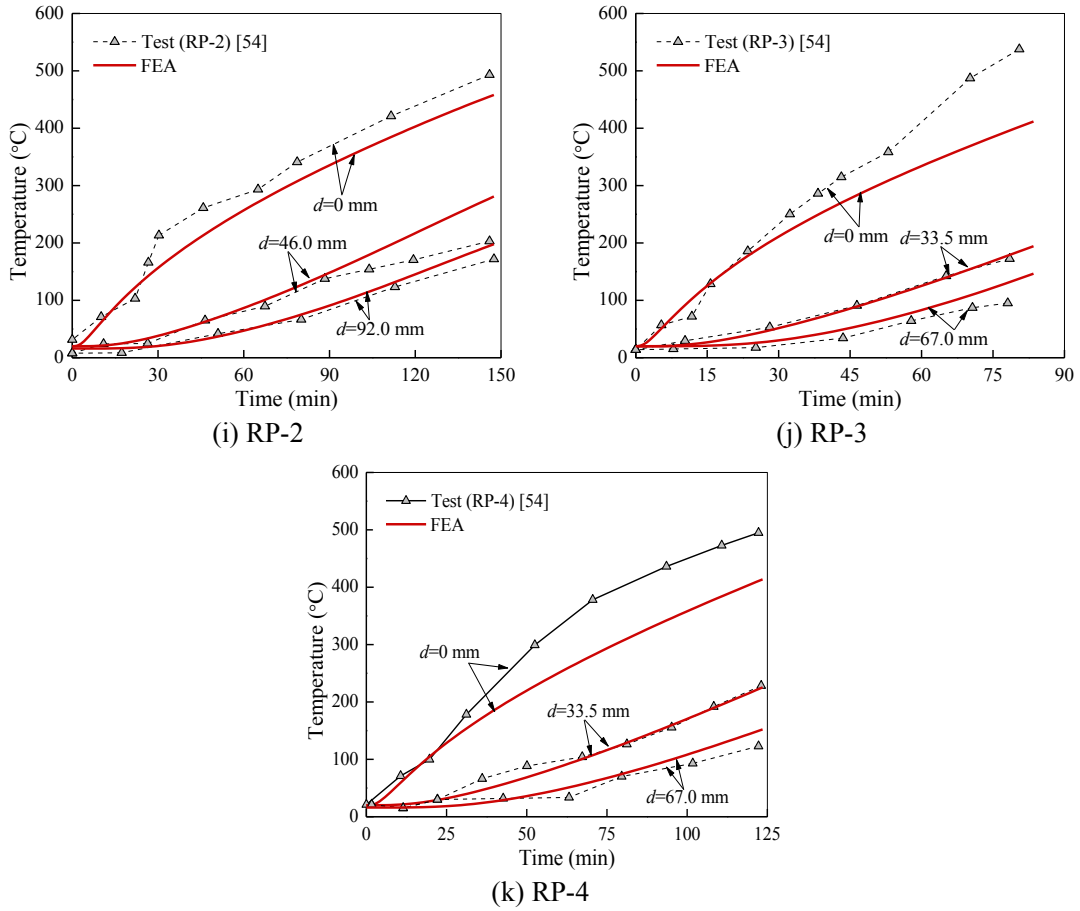 600
500
400
300
200
100
0
Temperature (°C)
Test (RP-2) [54]
FEA
d=0 mm
d=46.0 mm
d=92.0 mm
0 30 60 90 120 150
Time (min)
(i) RP-2
600
500
400
300
200
100
0
Temperature (°C)
Test (RP-3) [54]
FEA
d=0 mm
d=33.5 mm
d=67.0 mm
0 15 30 45 60 75 90
Time (min)
(j) RP-3
600
500
400
300
200
100
0
Temperature (°C)
Test (RP-4) [54]
FEA
d=0 mm
d=33.5 mm
d=67.0 mm
0 25 50 75 100 125
Time (min)
(k) RP-4